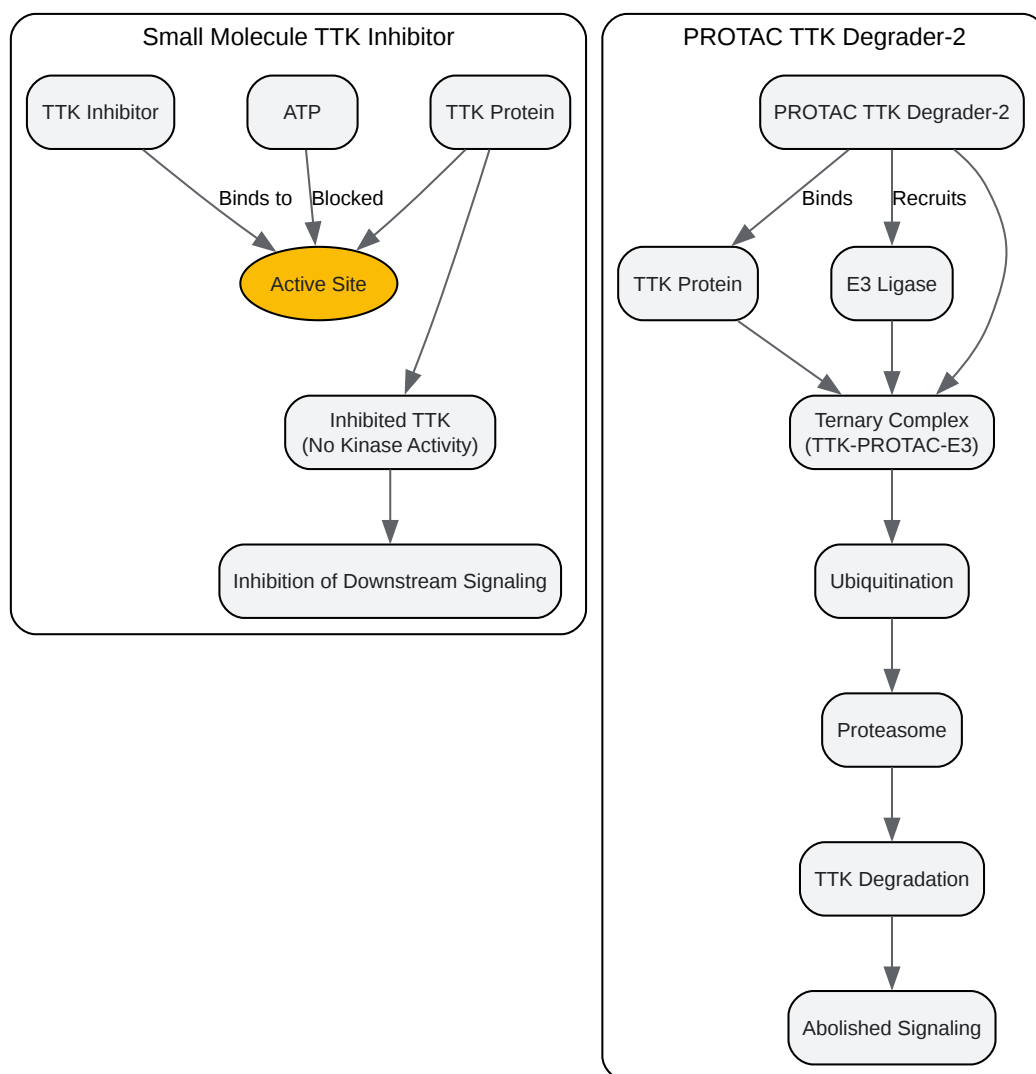 Small Molecule TTK Inhibitor
TTK Inhibitor
ATP
TTK Protein
Binds to
Blocked
Active Site
Inhibited TTK
(No Kinase Activity)
Inhibition of Downstream Signaling
PROTAC TTK Degrader-2
PROTAC TTK Degrader-2
Binds
Recruits
TTK Protein
E3 Ligase
Ternary Complex
(TTK-PROTAC-E3)
Ubiquitination
Proteasome
TTK Degradation
Abolished Signaling